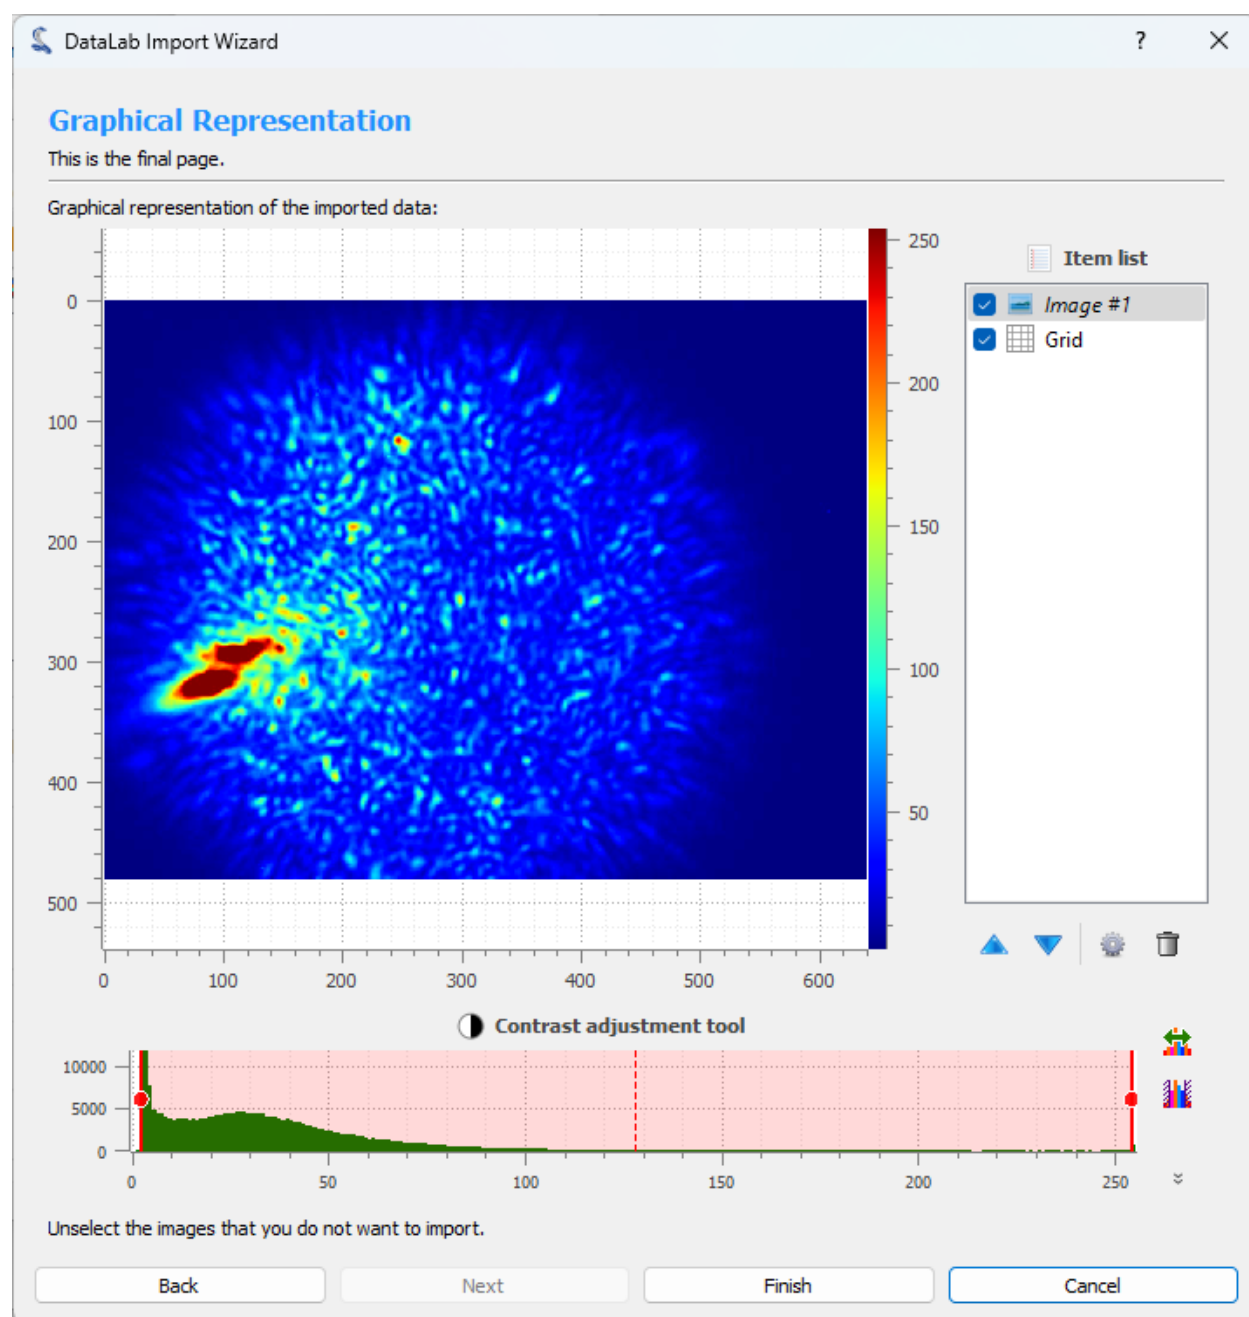 DataLab Import Wizard
?
Graphical Representation
This is the final page.
Graphical representation of the imported data:
0
100
200
300
400
500
0
100
200
300
400
500
600
250
200
150
100
50
Item list
Image #1
Grid
Contrast adjustment tool
10000
5000
0
0
50
100
150
200
250
Unselect the images that you do not want to import.
Back
Next
Finish
Cancel